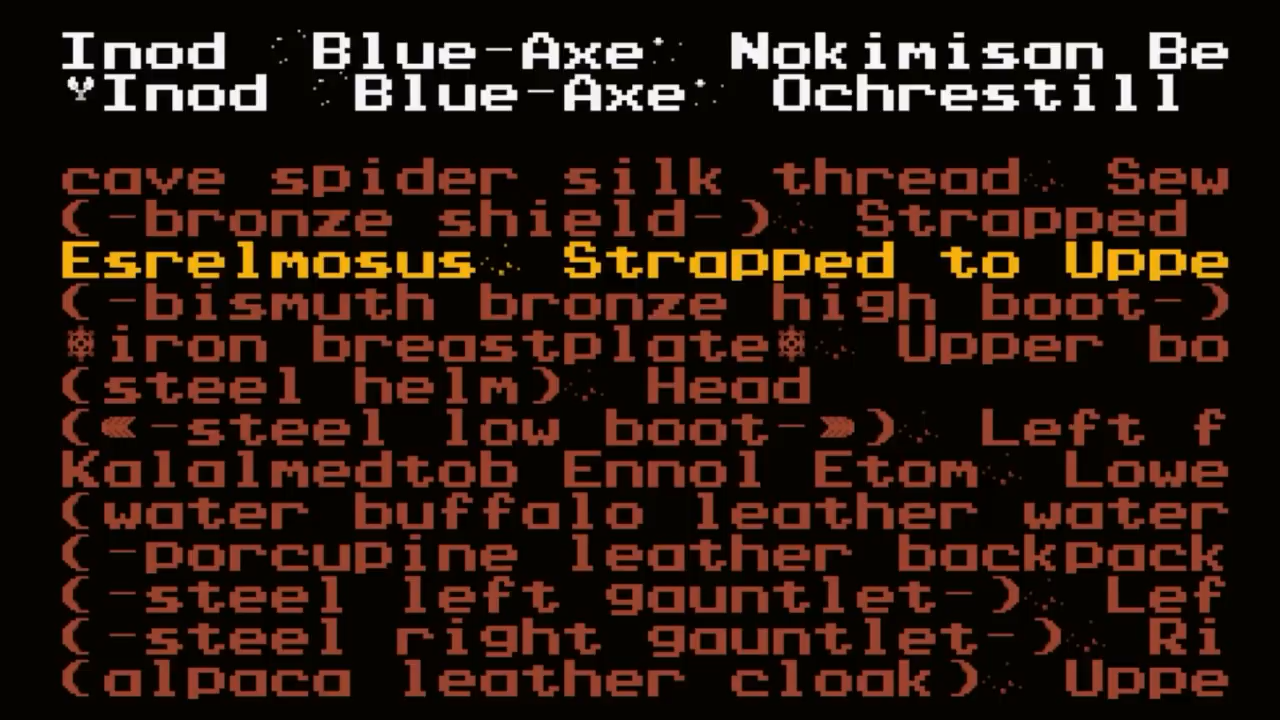 Inod "Blue-Axe" Nokimisan Be
Inod "Blue-Axe" Ochrestill
cave spider silk thread, Sew
(-bronze shield-), Strapped
Esrelmosus, Strapped to Uppe
(-bismuth bronze high boot-)
☼iron breastplate☼, Upper bo
(steel helm), Head
(«-steel low boot-»), Left f
Kalalmedtob Ennol Etom, Lowe
(water buffalo leather water
(-porcupine leather backpack
(-steel left gauntlet-), Lef
(-steel right gauntlet-), Ri
(alpaca leather cloak), Uppe